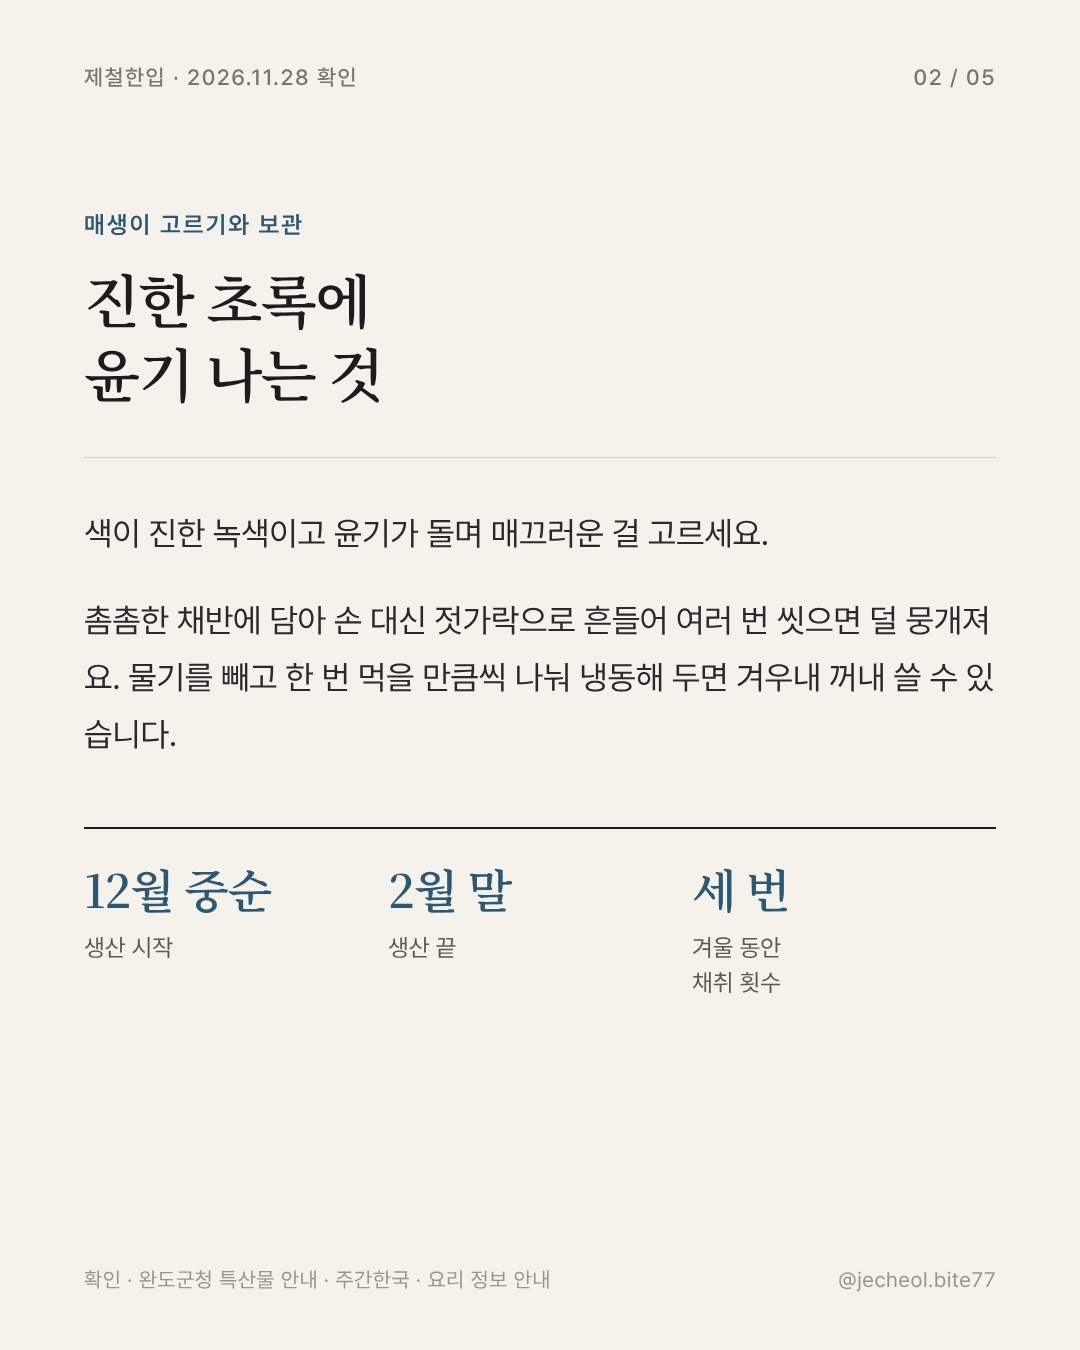 제철한입 · 2026.11.28 확인
02 / 05
매생이 고르기와 보관
진한 초록에
윤기 나는 것
색이 진한 녹색이고 윤기가 돌며 매끄러운 걸 고르세요.
촘촘한 채반에 담아 손 대신 젓가락으로 흔들어 여러 번 씻으면 덜 뭉개져
요. 물기를 빼고 한 번 먹을 만큼씩 나눠 냉동해 두면 겨우내 꺼내 쓸 수 있
습니다.
12월 중순
생산 시작
2월 말
생산 끝
세 번
겨울 동안
채취 횟수
확인 · 완도군청 특산물 안내 · 주간한국 · 요리 정보 안내
@jecheol.bite77